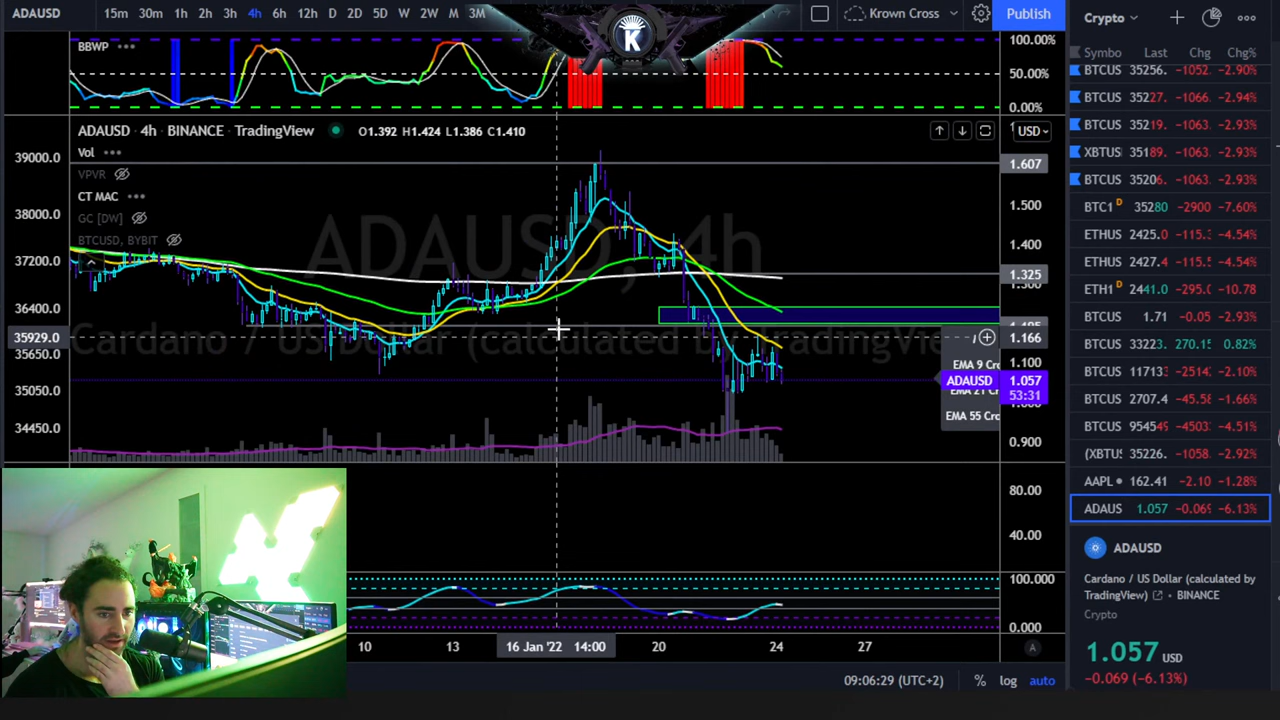 ADAUSD 15m 30m 1h 2h 3h 4h 6h 12h D 2D 5D W 2W M 3M Krown Cross Publish Crypto
K
BBWP
100.00%
50.00%
0.00%
ADAUSD · 4h · BINANCE · TradingView O1.392 H1.424 L1.386 C1.410
USD
Vol
VPVR
CT MAC
GC [DW]
BTCUSD, BYBIT
39000.0
38000.0
37200.0
36400.0
35929.0
35650.0
35050.0
34450.0
ADAUSD, 4h
Cardano / US Dollar (calculated by TradingView)
1.607
1.500
1.400
1.325
1.166
1.100
EMA 9 Cro
ADAUSD 1.057
53:31
EMA 21 Cro
EMA 55 Cro
0.900
80.00
40.00
100.000
0.000
10 13 16 Jan '22 14:00 20 24 27 A
09:06:29 (UTC+2) % log auto
Symbo Last Chg Chg%
BTCUS 35256. -1052. -2.90%
BTCUS 35227. -1066. -2.94%
BTCUS 35219. -1063. -2.93%
XBTUS 35189. -1063. -2.93%
BTCUS 35206. -1063. -2.93%
BTC1 D 35280 -2900 -7.60%
ETHUS 2425.0 -115.3 -4.54%
ETHUS 2427.4 -115.5 -4.54%
ETH1 D 2441.0 -295.0 -10.78
BTCUS 1.71 -0.05 -2.93%
BTCUS 33223. 270.15 0.82%
BTCUS 11713 -2514 -2.10%
BTCUS 2707.4 -45.58 -1.66%
BTCUS 954549 -4503 -4.51%
(XBTUS 35226. -1058. -2.92%
AAPL 162.41 -2.10 -1.28%
ADAUS 1.057 -0.069 -6.13%
ADAUSD
Cardano / US Dollar (calculated by
TradingView) • BINANCE
Crypto
1.057 USD
-0.069 (-6.13%)